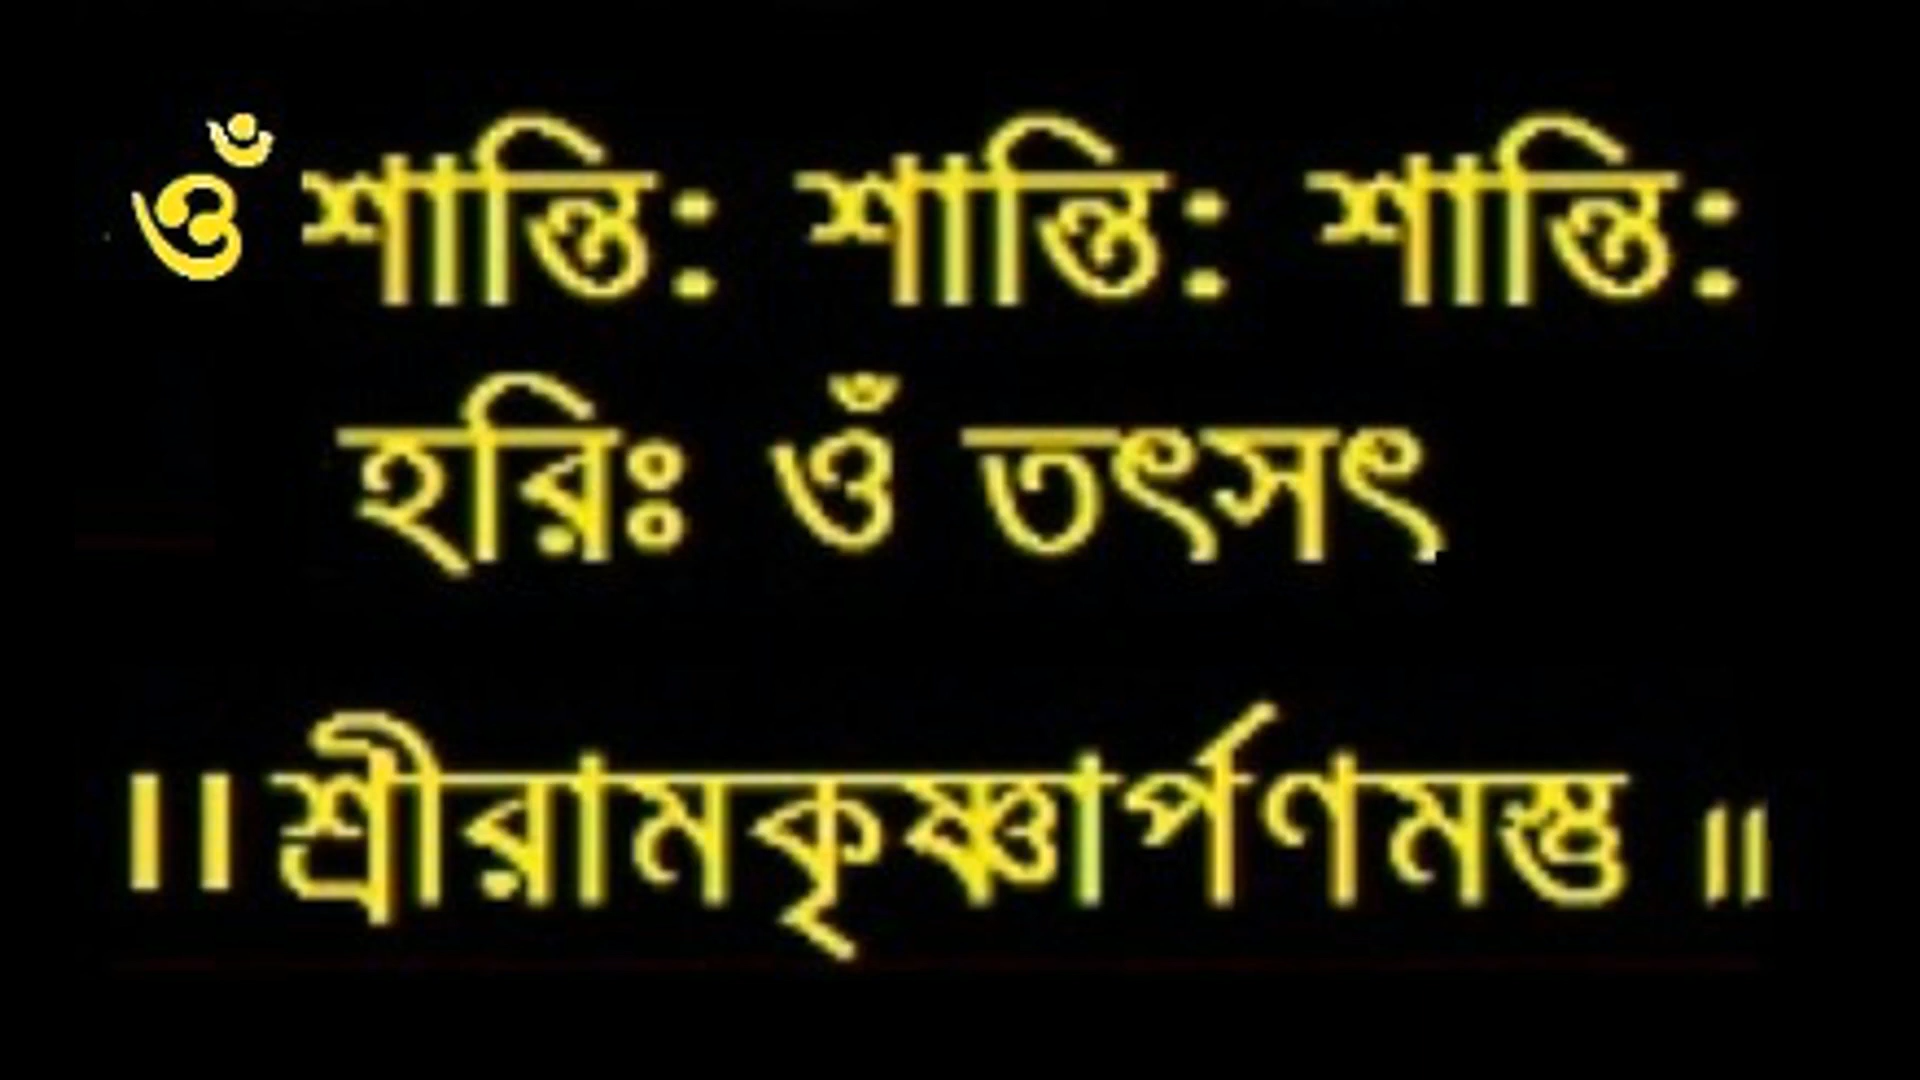 ওঁ শান্তি: শান্তি: শান্তি:
হরিঃ ওঁ তৎসৎ
।। শ্রীরামকৃষ্ণার্পণমস্তু ॥